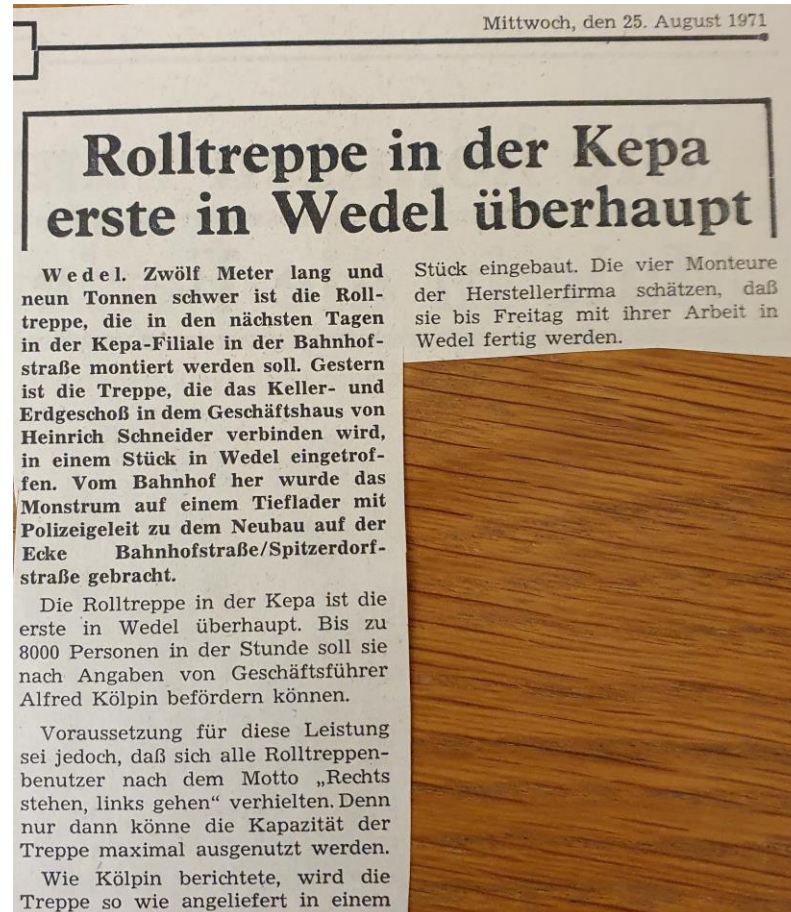 Mittwoch, den 25. August 1971
Rolltreppe in der Kepa
erste in Wedel überhaupt
Wedel. Zwölf Meter lang und
neun Tonnen schwer ist die Roll-
treppe, die in den nächsten Tagen
in der Kepa-Filiale in der Bahnhof-
straße montiert werden soll. Gestern
ist die Treppe, die das Keller- und
Erdgeschoß in dem Geschäftshaus von
Heinrich Schneider verbinden wird,
in einem Stück in Wedel eingetrof-
fen. Vom Bahnhof her wurde das
Monstrum auf einem Tieflader mit
Polizeigeleit zu dem Neubau auf der
Ecke Bahnhofstraße/Spitzerdorf-
straße gebracht.
Die Rolltreppe in der Kepa ist die
erste in Wedel überhaupt. Bis zu
8000 Personen in der Stunde soll sie
nach Angaben von Geschäftsführer
Alfred Kölpin befördern können.
Voraussetzung für diese Leistung
sei jedoch, daß sich alle Rolltreppen-
benutzer nach dem Motto „Rechts
stehen, links gehen“ verhielten. Denn
nur dann könne die Kapazität der
Treppe maximal ausgenutzt werden.
Wie Kölpin berichtete, wird die
Treppe so wie angeliefert in einem
Stück eingebaut. Die vier Monteure
der Herstellerfirma schätzen, daß
sie bis Freitag mit ihrer Arbeit in
Wedel fertig werden.